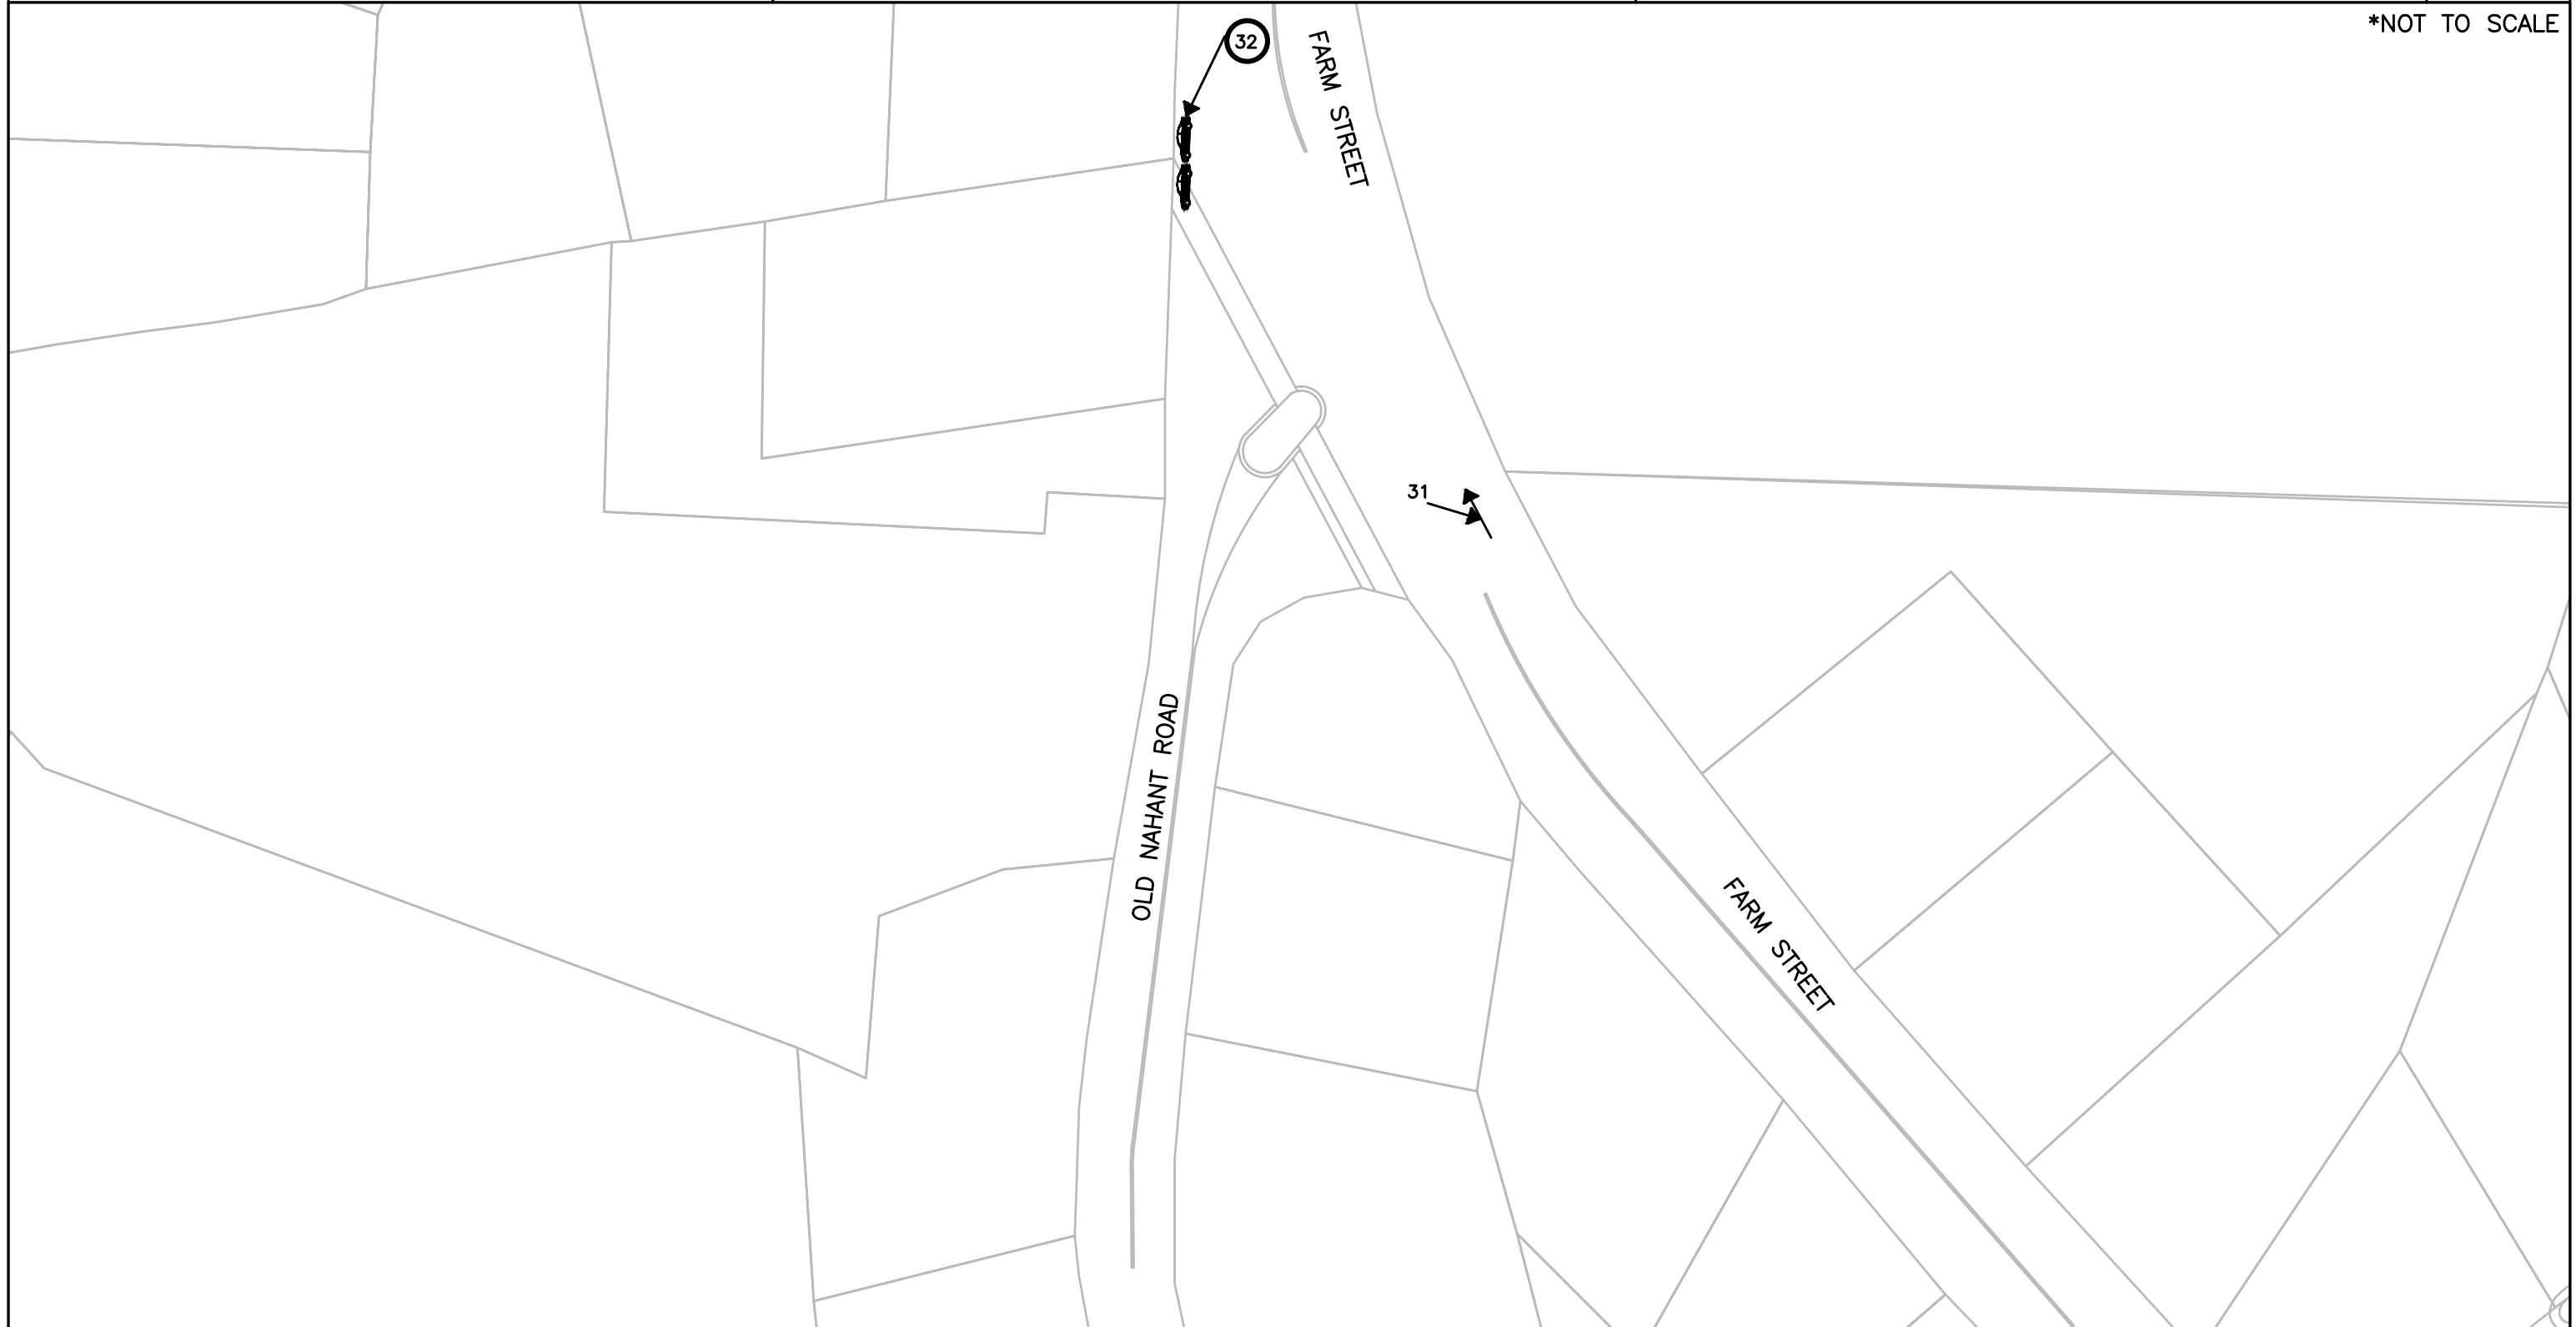 *NOT TO SCALE
32
FARM STREET
31
OLD NAHANT ROAD
FARM STREET